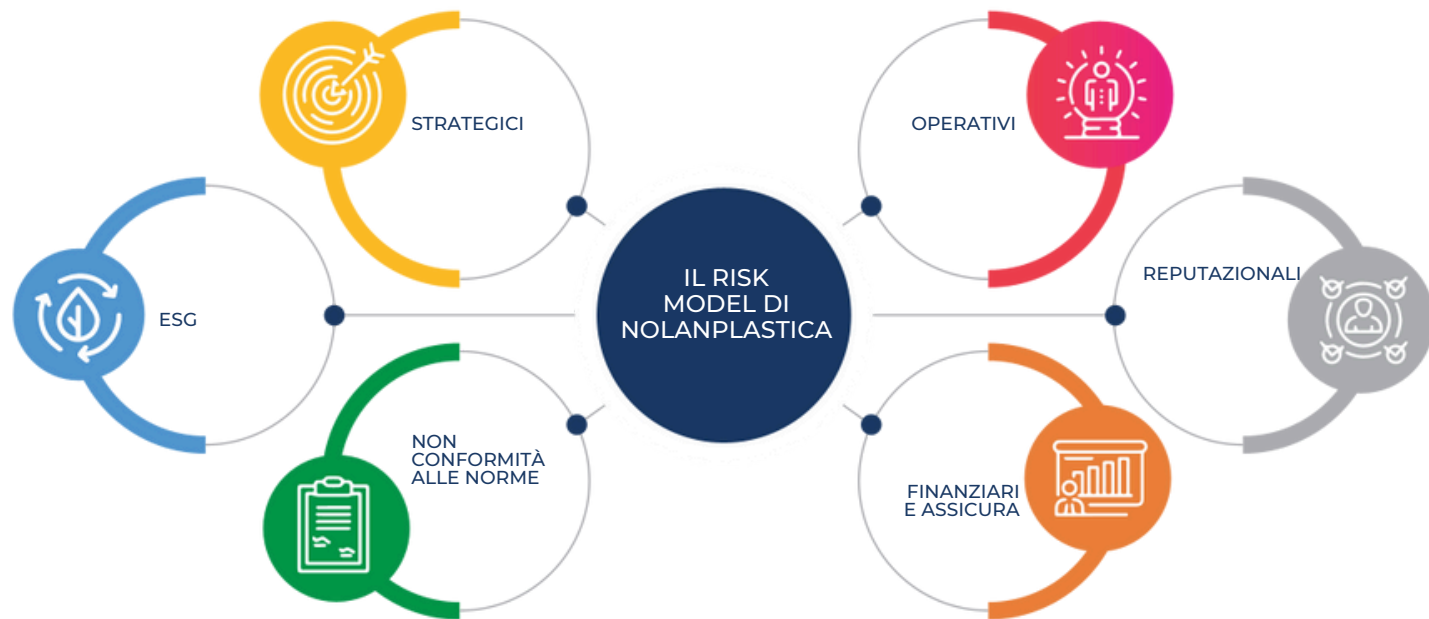 STRATEGICI
OPERATIVI
ESG
IL RISK
MODEL DI
NOLANPLASTICA
REPUTAZIONALI
NON
CONFORMITÀ
ALLE NORME
FINANZIARI
E ASSICURA